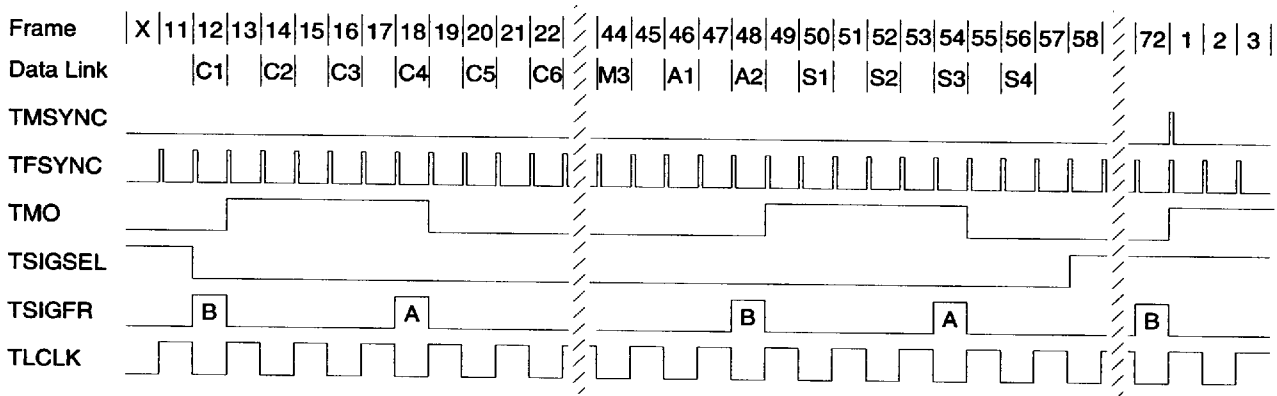 Frame X 11 12 13 14 15 16 17 18 19 20 21 22 44 45 46 47 48 49 50 51 52 53 54 55 56 57 58 72 1 2 3
Data Link C1 C2 C3 C4 C5 C6 M3 A1 A2 S1 S2 S3 S4
TMSYNC
TFSYNC
TMO
TSIGSEL
TSIGFR B A B A B
TLCLK